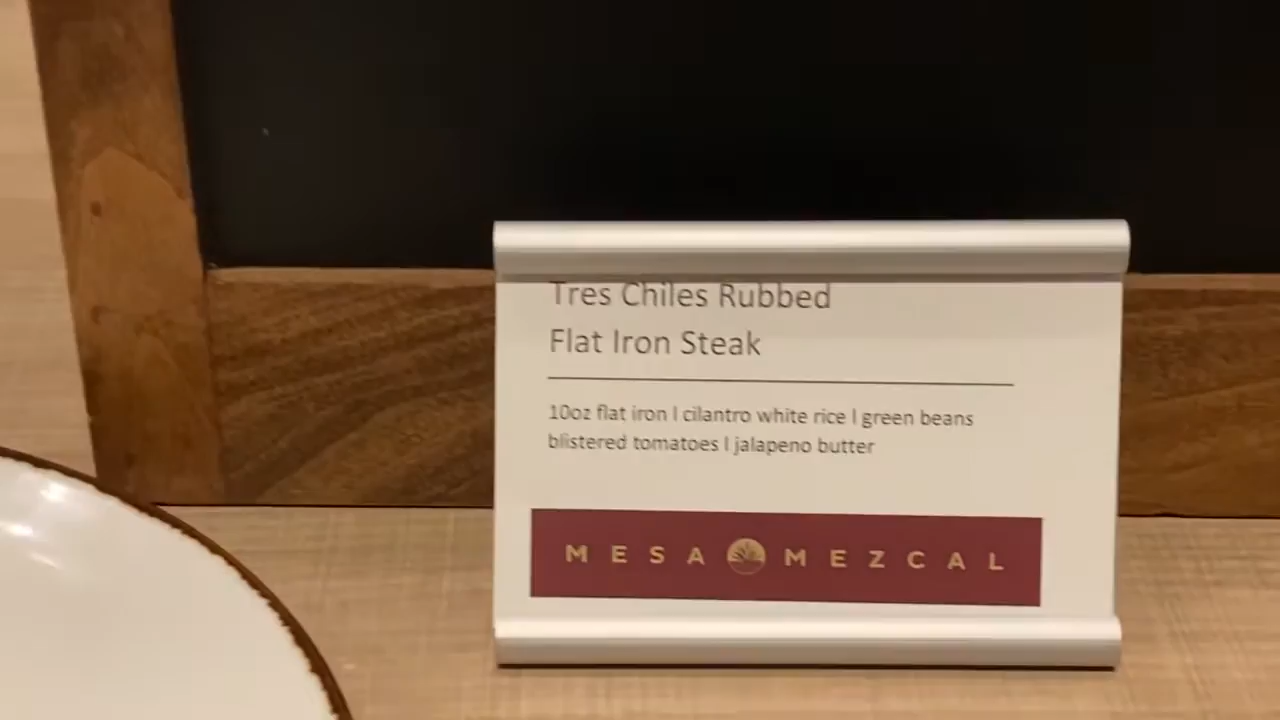 Tres Chiles Rubbed
Flat Iron Steak
10oz flat iron l cilantro white rice l green beans
blistered tomatoes l jalapeno butter
MESA MEZCAL